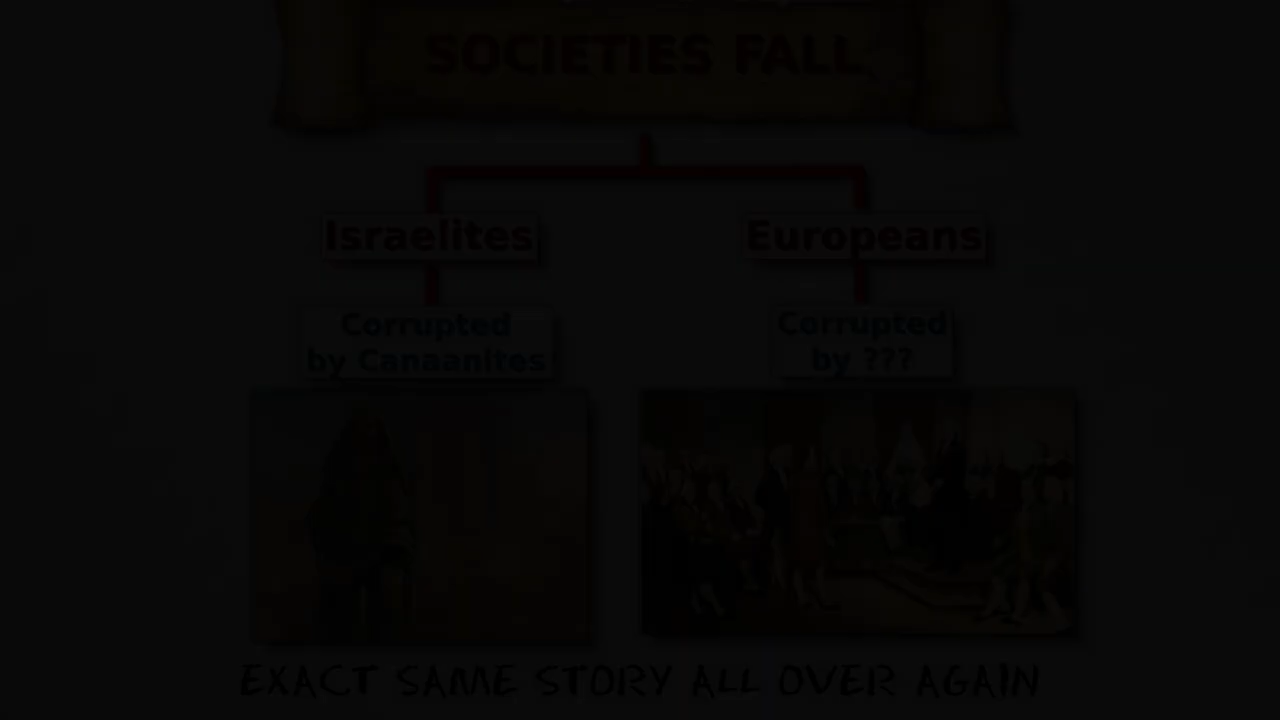 SOCIETIES FALL
Israelites
Europeans
Corrupted
by Canaanites
Corrupted
by ???
EXACT SAME STORY ALL OVER AGAIN